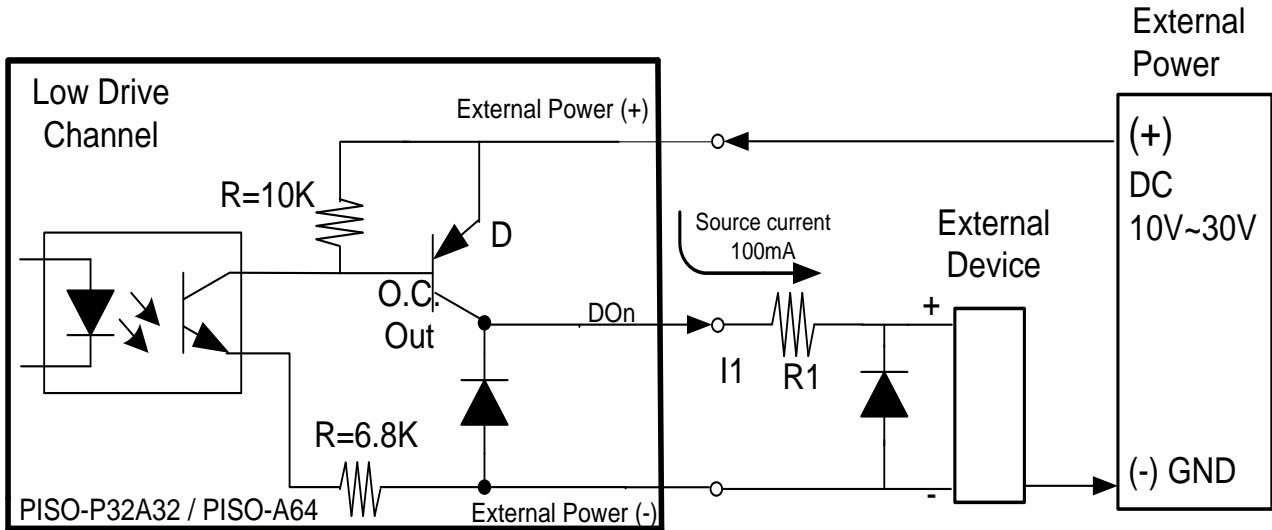 External
Power
Low Drive
Channel
External Power (+)
(+)
DC
10V~30V
R=10K
D
Source current
100mA
External
Device
O.C.
Out
DOn
+
I1
R1
R=6.8K
-
(-) GND
PISO-P32A32 / PISO-A64
External Power (-)